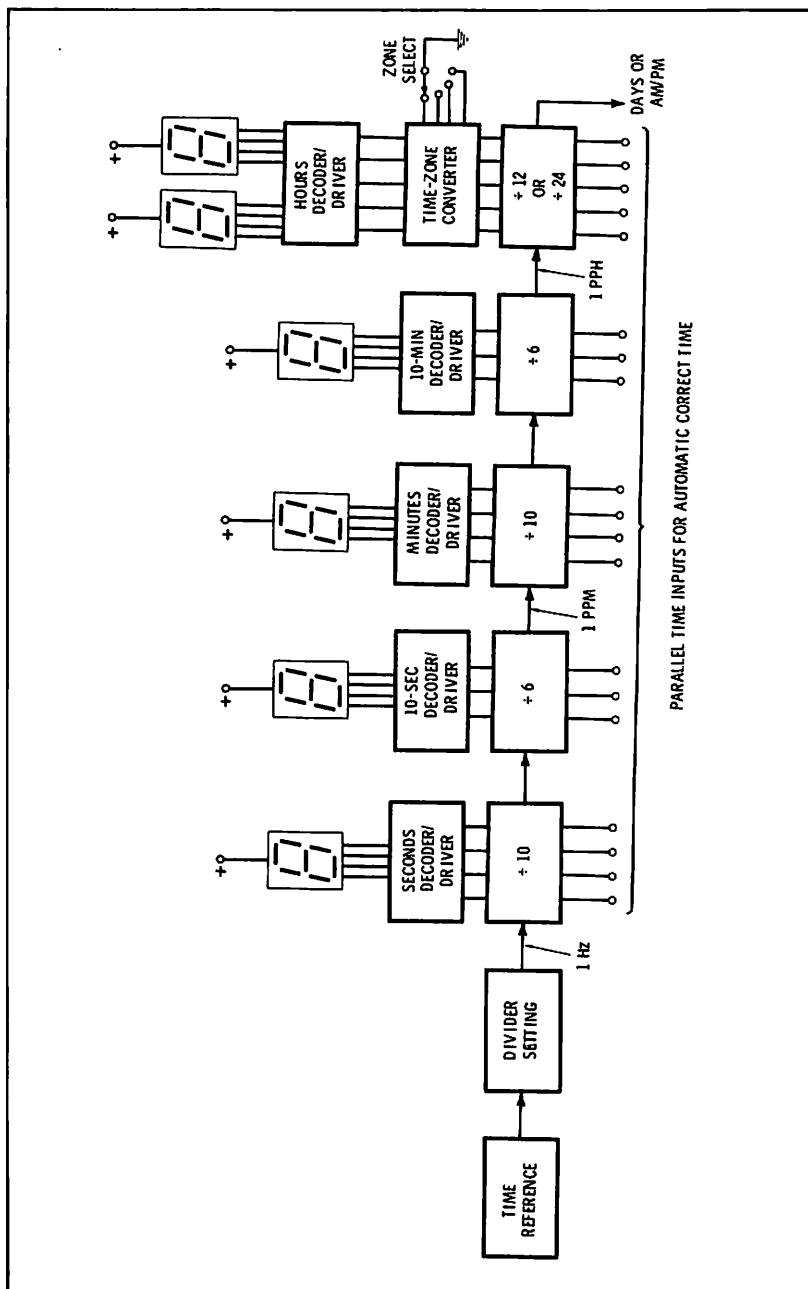 TIME
REFERENCE
DIVIDER
SETTING
1 Hz
+
SECONDS
DECODER/
DRIVER
÷ 10
+
10-SEC
DECODER/
DRIVER
÷ 6
1 PPM
+
MINUTES
DECODER/
DRIVER
÷ 10
+
10-MIN
DECODER/
DRIVER
÷ 6
1 PPH
+
+
HOURS
DECODER/
DRIVER
TIME-ZONE
CONVERTER
ZONE
SELECT
÷ 12
OR
÷ 24
DAYS OR
AM/PM
PARALLEL TIME INPUTS FOR AUTOMATIC CORRECT TIME